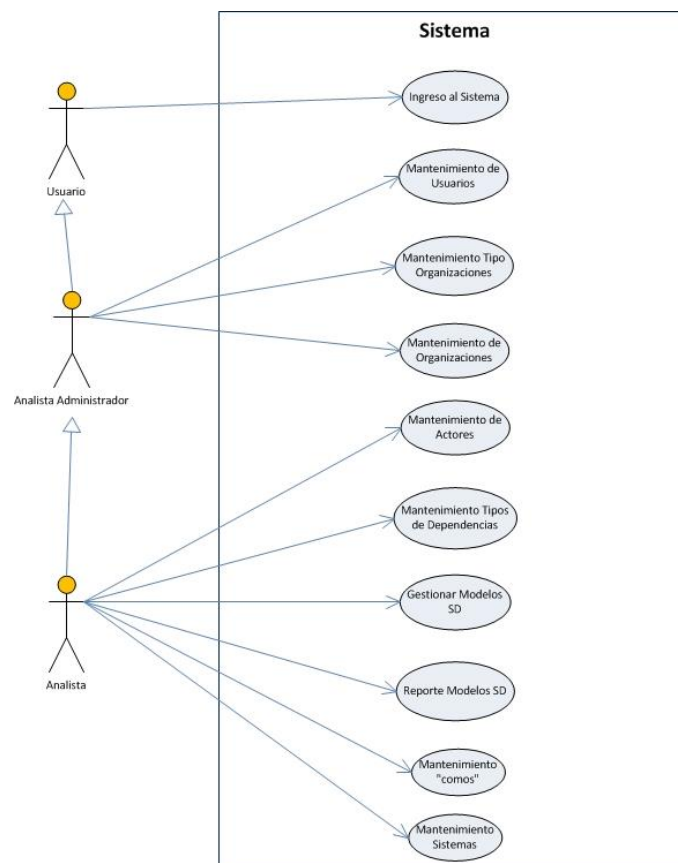 Sistema
Ingreso al Sistema
Usuario
Mantenimiento de
Usuarios
Mantenimiento Tipo
Organizaciones
Mantenimiento de
Organizaciones
Analista Administrador
Mantenimiento de
Actores
Mantenimiento Tipos
de Dependencias
Gestionar Modelos
SD
Analista
Reporte Modelos SD
Mantenimiento
"comos"
Mantenimiento
Sistemas